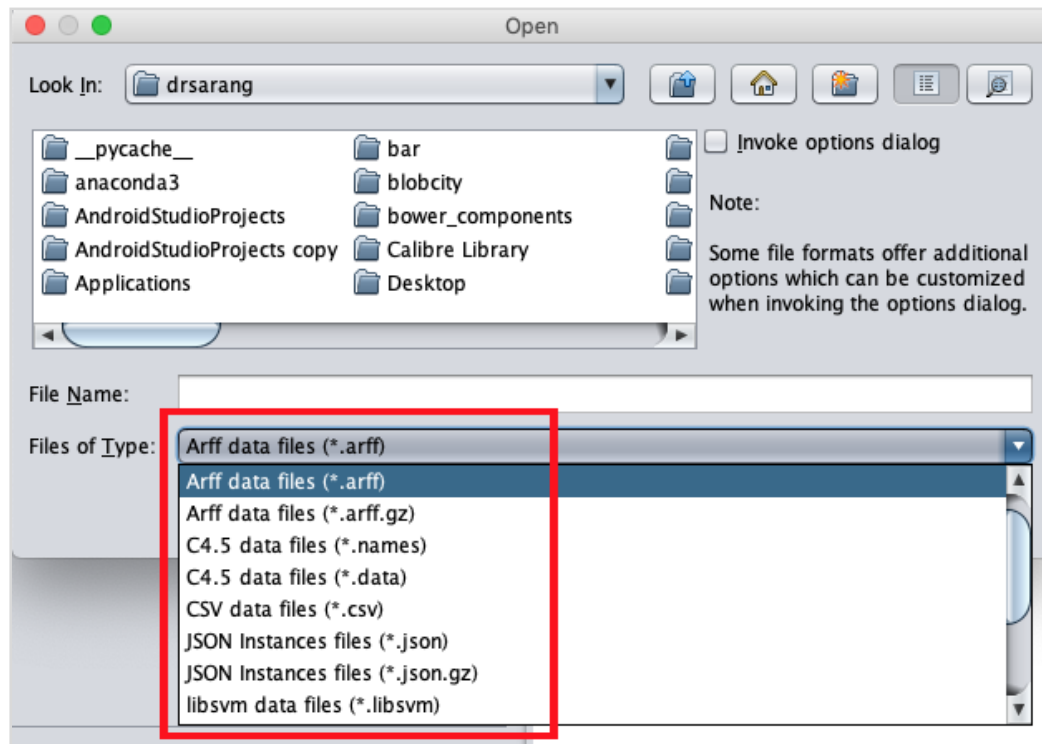 Open
Look In: drsarang
__pycache__ bar
anaconda3 blobcity
AndroidStudioProjects bower_components
AndroidStudioProjects copy Calibre Library
Applications Desktop
Invoke options dialog
Note:
Some file formats offer additional
options which can be customized
when invoking the options dialog.
File Name:
Files of Type: Arff data files (*.arff)
Arff data files (*.arff)
Arff data files (*.arff.gz)
C4.5 data files (*.names)
C4.5 data files (*.data)
CSV data files (*.csv)
JSON Instances files (*.json)
JSON Instances files (*.json.gz)
libsvm data files (*.libsvm)